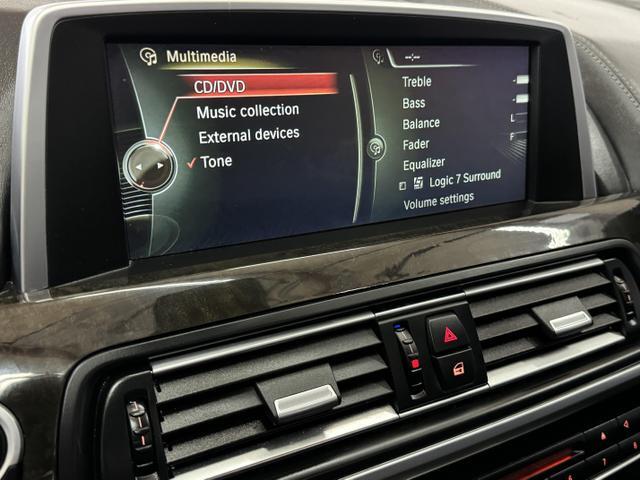 Multimedia
CD/DVD
Music collection
External devices
Tone
--:--
Treble
Bass
Balance
L
Fader
F
Equalizer
Logic 7 Surround
Volume settings